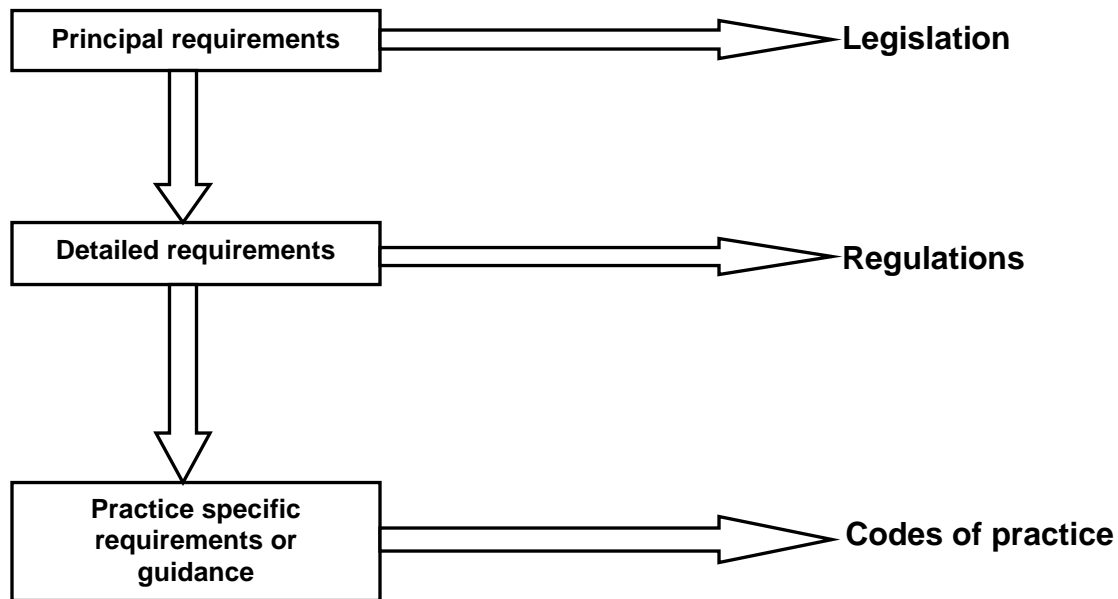 Principal requirements
Legislation
Detailed requirements
Regulations
Practice specific
requirements or
guidance
Codes of practice